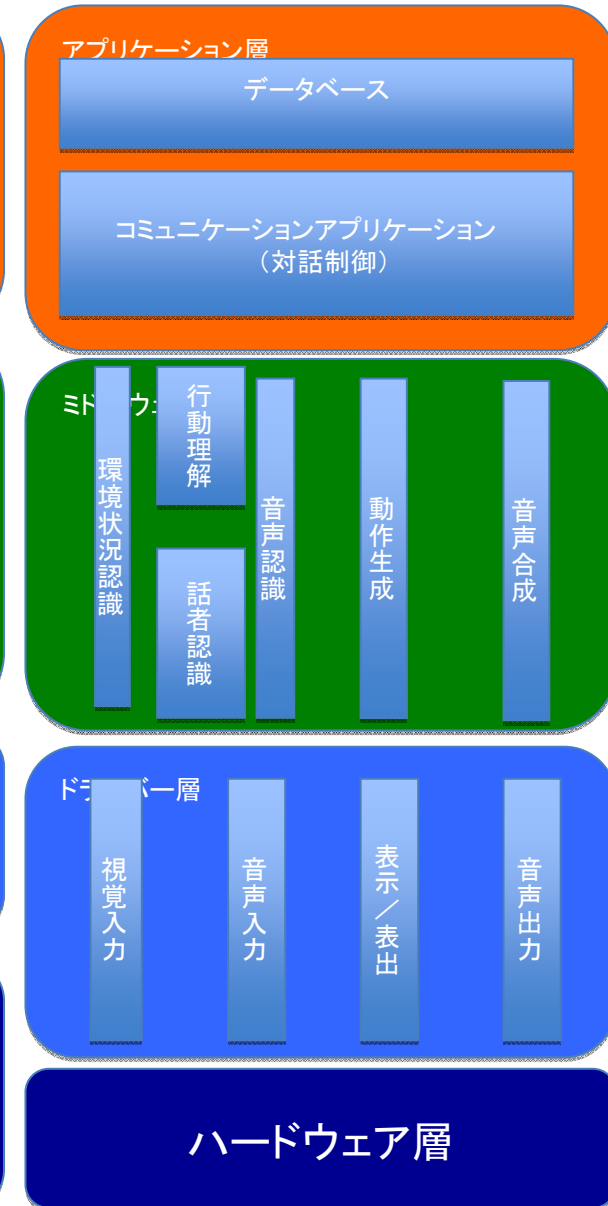 アプリケーション層
データベース
コミュニケーションアプリケーション
（対話制御）
環境状況認識
行動理解
話者認識
音声認識
動作生成
音声合成
視覚入力
音声入力
表示／表出
音声出力
ハードウェア層